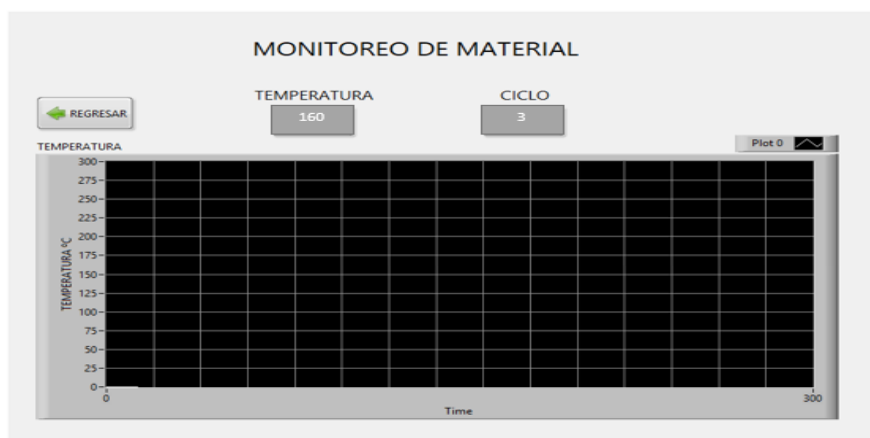 MONITOREO DE MATERIAL
TEMPERATURA
CICLO
REGRESAR
160
3
TEMPERATURA
Plot 0
300
275
250
225
200
175
150
125
100
75
50
25
0
TEMPERATURA ºC
0
300
Time